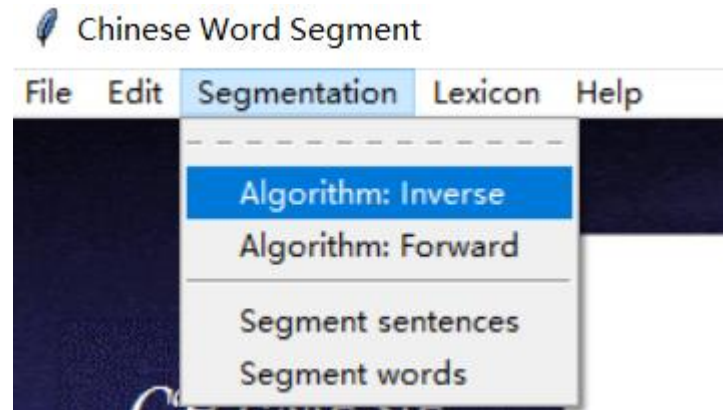 Chinese Word Segment
File Edit Segmentation Lexicon Help
Algorithm: Inverse
Algorithm: Forward
Segment sentences
Segment words